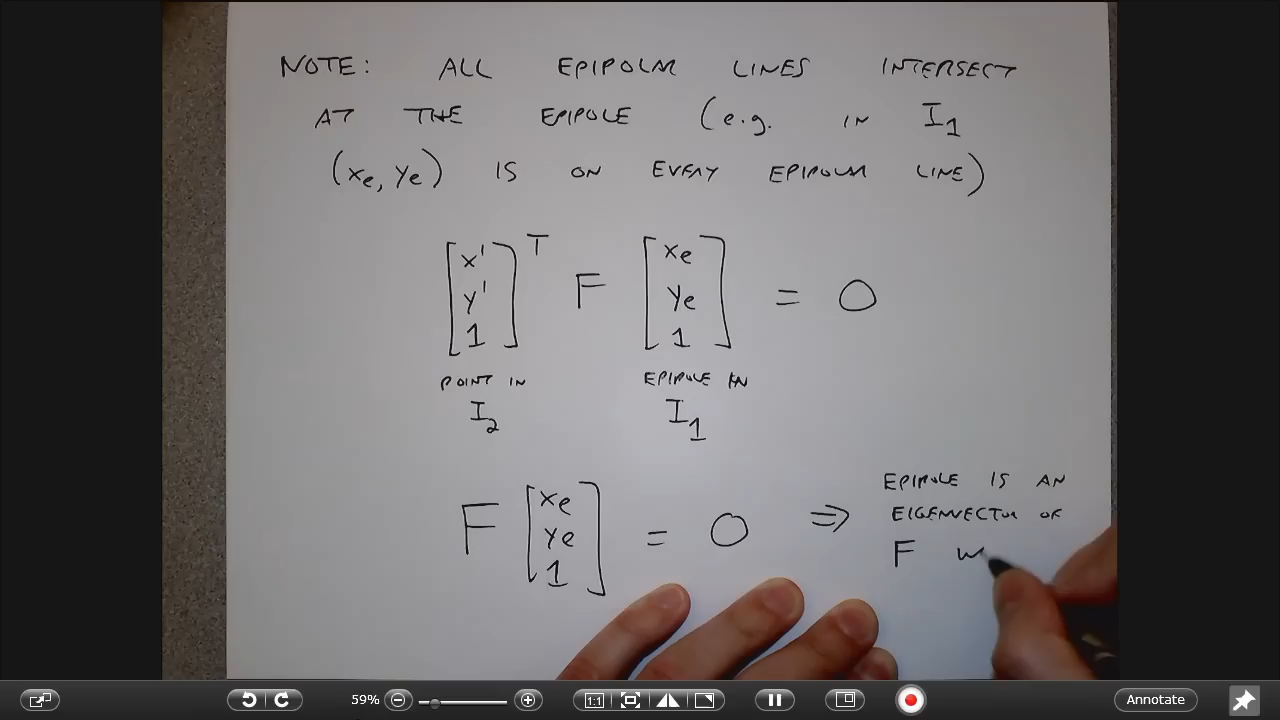 NOTE: ALL EPIPOLAR LINES INTERSECT
AT THE EPIPOLE (e.g. IN I₁
(xₑ, yₑ) IS ON EVERY EPIPOLAR LINE)
[x' y' 1]ᵀ F [xₑ yₑ 1] = 0
POINT IN I₂
EPIPOLE IN I₁
F [xₑ yₑ 1] = 0 ⇒
EPIPOLE IS AN
EIGENVECTOR OF
F W
59%
1:1
Annotate